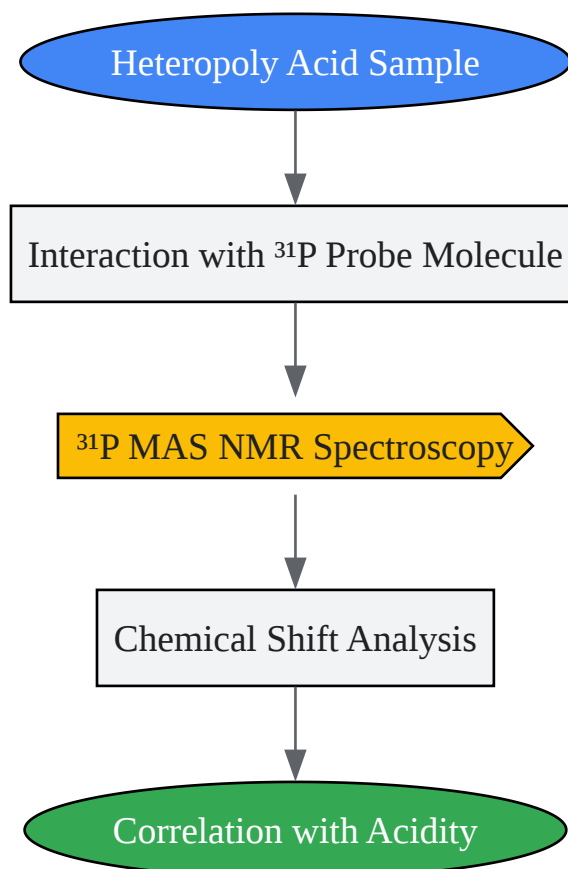 Heteropoly Acid Sample
Interaction with ³¹P Probe Molecule
³¹P MAS NMR Spectroscopy
Chemical Shift Analysis
Correlation with Acidity